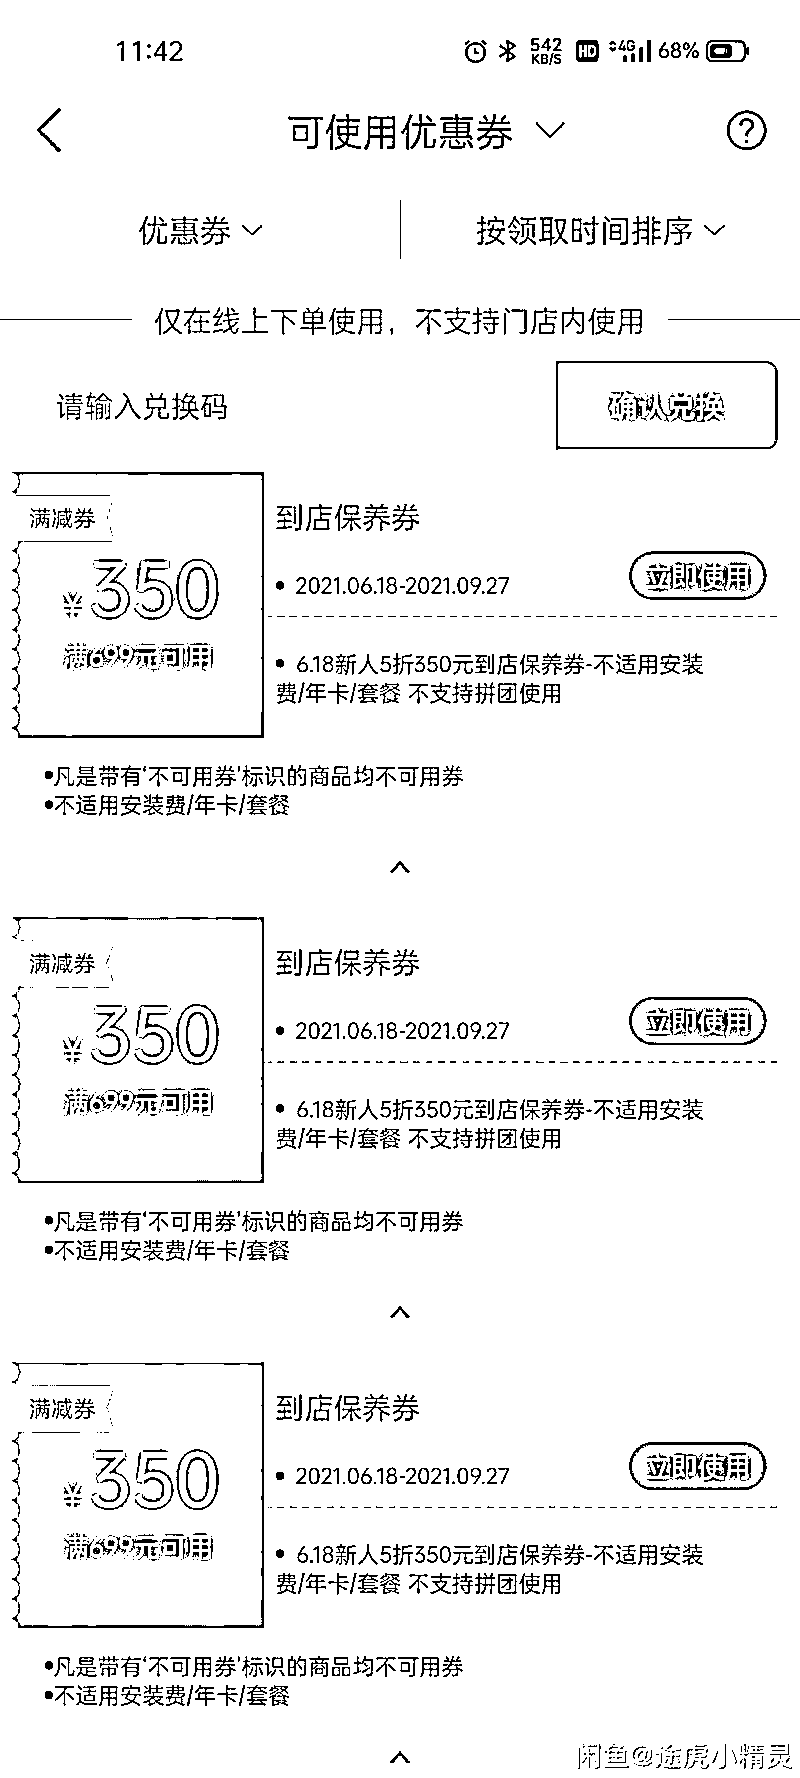 11:42
542 KB/S HD 4G 68%
可使用优惠券
?
优惠券
按领取时间排序
仅在线上下单使用，不支持门店内使用
请输入兑换码
确认兑换
满减券
¥350
满699元可用
到店保养券
• 2021.06.18-2021.09.27
立即使用
• 6.18新人5折350元到店保养券-不适用安装
费/年卡/套餐 不支持拼团使用
•凡是带有‘不可用券’标识的商品均不可用券
•不适用安装费/年卡/套餐
满减券
¥350
满699元可用
到店保养券
• 2021.06.18-2021.09.27
立即使用
• 6.18新人5折350元到店保养券-不适用安装
费/年卡/套餐 不支持拼团使用
•凡是带有‘不可用券’标识的商品均不可用券
•不适用安装费/年卡/套餐
满减券
¥350
满699元可用
到店保养券
• 2021.06.18-2021.09.27
立即使用
• 6.18新人5折350元到店保养券-不适用安装
费/年卡/套餐 不支持拼团使用
•凡是带有‘不可用券’标识的商品均不可用券
•不适用安装费/年卡/套餐
闲鱼@途虎小精灵